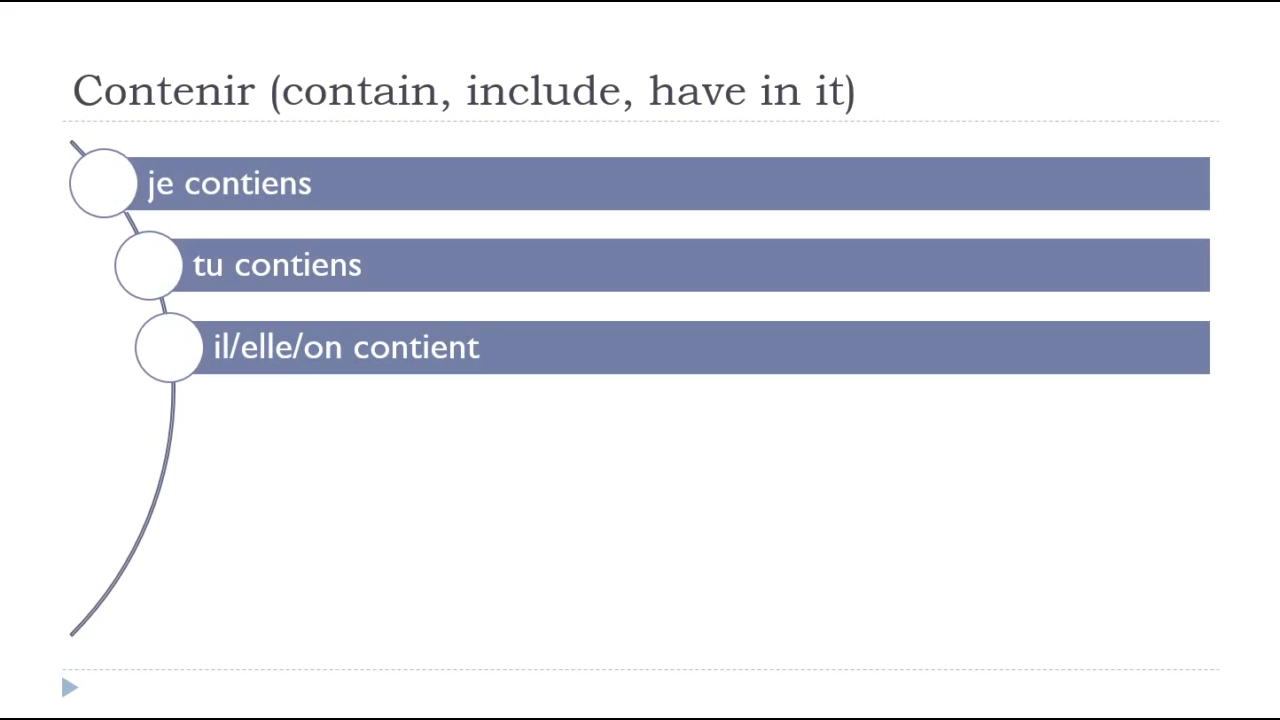 Contenir (contain, include, have in it)
je contiens
tu contiens
il/elle/on contient